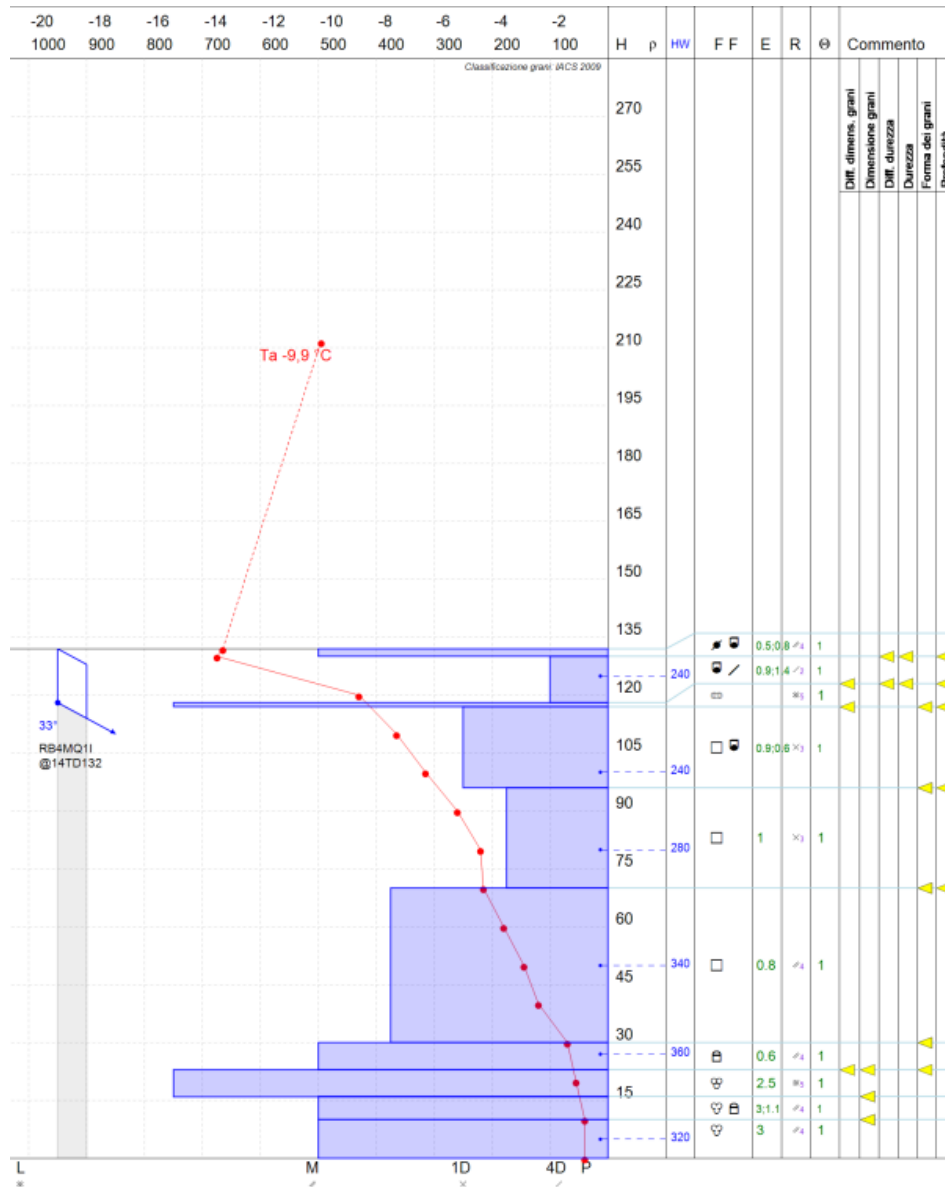 -20 -18 -16 -14 -12 -10 -8 -6 -4 -2
1000 900 800 700 600 500 400 300 200 100 H ρ HW F F E R Θ Commento
Classificazione grani: IACS 2009
Diff. dimens. grani
Dimensione grani
Diff. durezza
Durezza
Forma dei grani
270
255
240
225
210
Ta -9,9 °C
195
180
165
150
135
0.5;0.8 4 1
240 0.9;1.4 2 1
120
5 1
33°
RB4MQ1I
@14TD132
105
0.9;0.6 3 1
240
90
280 1 3 1
75
60
340 0.8 4 1
45
30
360 0.6 4 1
2.5 5 1
15
3;1.1 4 1
320 3 4 1
L M 1D 4D P